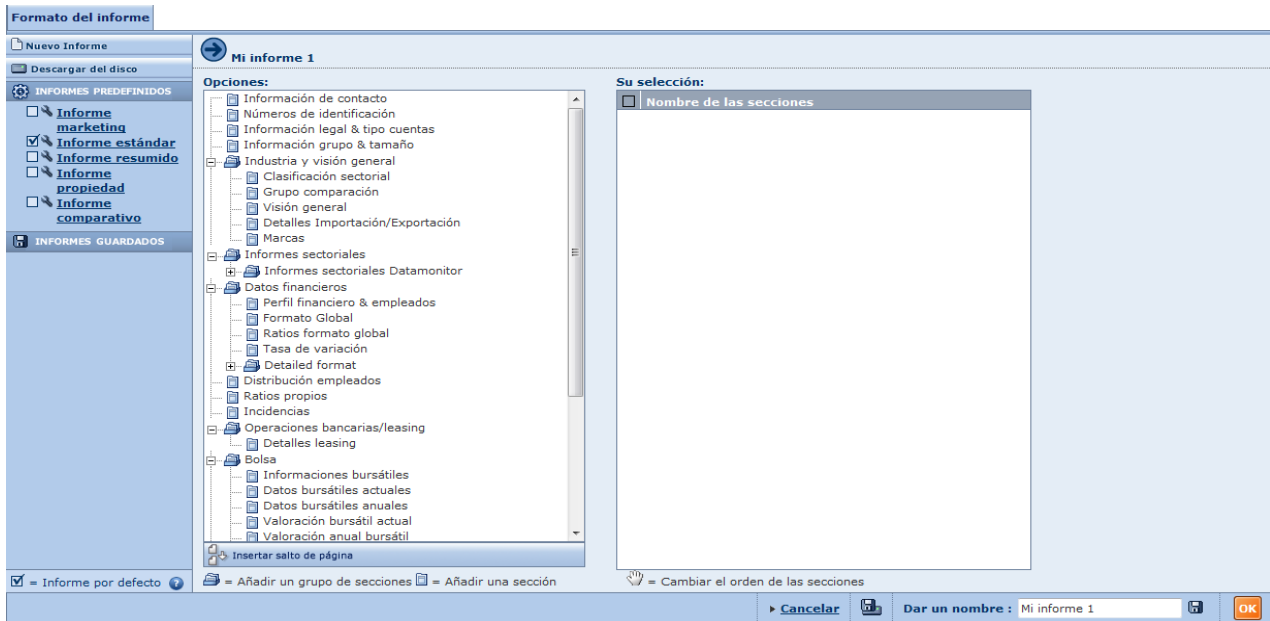 Formato del informe
Nuevo Informe
Descargar del disco
INFORMES PREDEFINIDOS
Informe
marketing
Informe estándar
Informe resumido
Informe
propiedad
Informe
comparativo
INFORMES GUARDADOS
= Informe por defecto ?
Mi informe 1
Opciones:
Información de contacto
Números de identificación
Información legal & tipo cuentas
Información grupo & tamaño
Industria y visión general
Clasificación sectorial
Grupo comparación
Visión general
Detalles Importación/Exportación
Marcas
Informes sectoriales
Informes sectoriales Datamonitor
Datos financieros
Perfil financiero & empleados
Formato Global
Ratios formato global
Tasa de variación
Detailed format
Distribución empleados
Ratios propios
Incidencias
Operaciones bancarias/leasing
Detalles leasing
Bolsa
Informaciones bursátiles
Datos bursátiles actuales
Datos bursátiles anuales
Valoración bursátil actual
Valoración anual bursátil
Insertar salto de página
= Añadir un grupo de secciones = Añadir una sección
Su selección:
Nombre de las secciones
= Cambiar el orden de las secciones
Cancelar Dar un nombre : Mi informe 1 OK